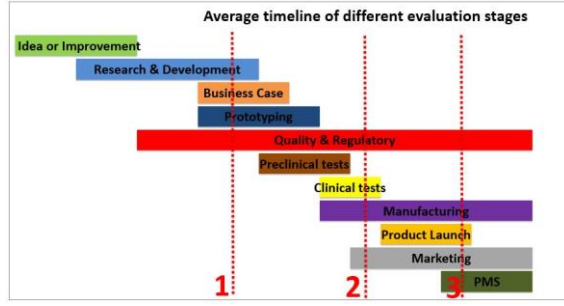 Average timeline of different evaluation stages
Idea or Improvement
Research & Development
Business Case
Prototyping
Quality & Regulatory
Preclinical tests
Clinical tests
Manufacturing
Product Launch
Marketing
PMS
1
2
3